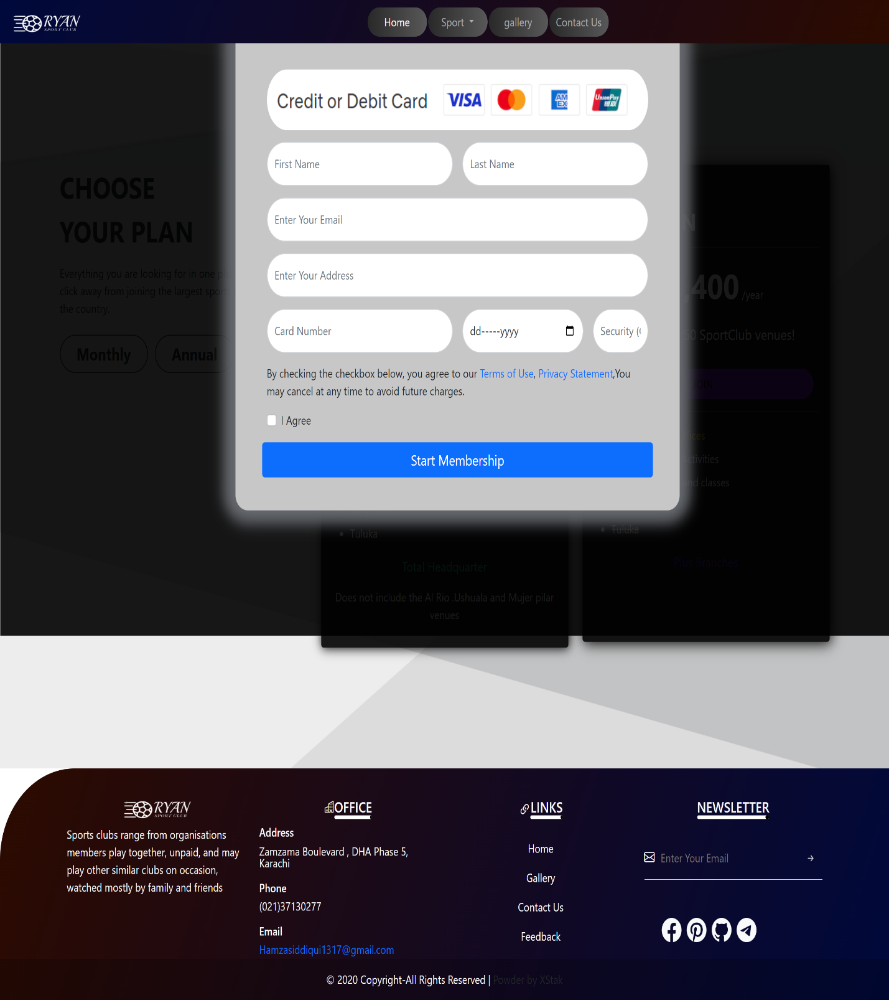 RYAN
SPORT CLUB
Home
Sport
gallery
Contact Us
Credit or Debit Card
VISA
AM
EX
UnionPay
银联
First Name
Last Name
Enter Your Email
Enter Your Address
Card Number
dd-----yyyy
Security (
By checking the checkbox below, you agree to our Terms of Use, Privacy Statement,You
may cancel at any time to avoid future charges.
I Agree
Start Membership
CHOOSE
YOUR PLAN
Everything you are looking for in one
click away from joining the largest
the country.
Monthly
Annual
N
400 /year
50 SportClub venues!
OIN
ctivities
and classes
Tuluka
Plus Branches
Tuluka
Total Headquarter
Does not include the Al Rio .Ushuala and Mujer pilar
venues
RYAN
SPORT CLUB
Sports clubs range from organisations
members play together, unpaid, and may
play other similar clubs on occasion,
watched mostly by family and friends
OFFICE
Address
Zamzama Boulevard , DHA Phase 5,
Karachi
Phone
(021)37130277
Email
Hamzasiddiqui1317@gmail.com
LINKS
Home
Gallery
Contact Us
Feedback
NEWSLETTER
Enter Your Email
© 2020 Copyright-All Rights Reserved | Powder by XStak